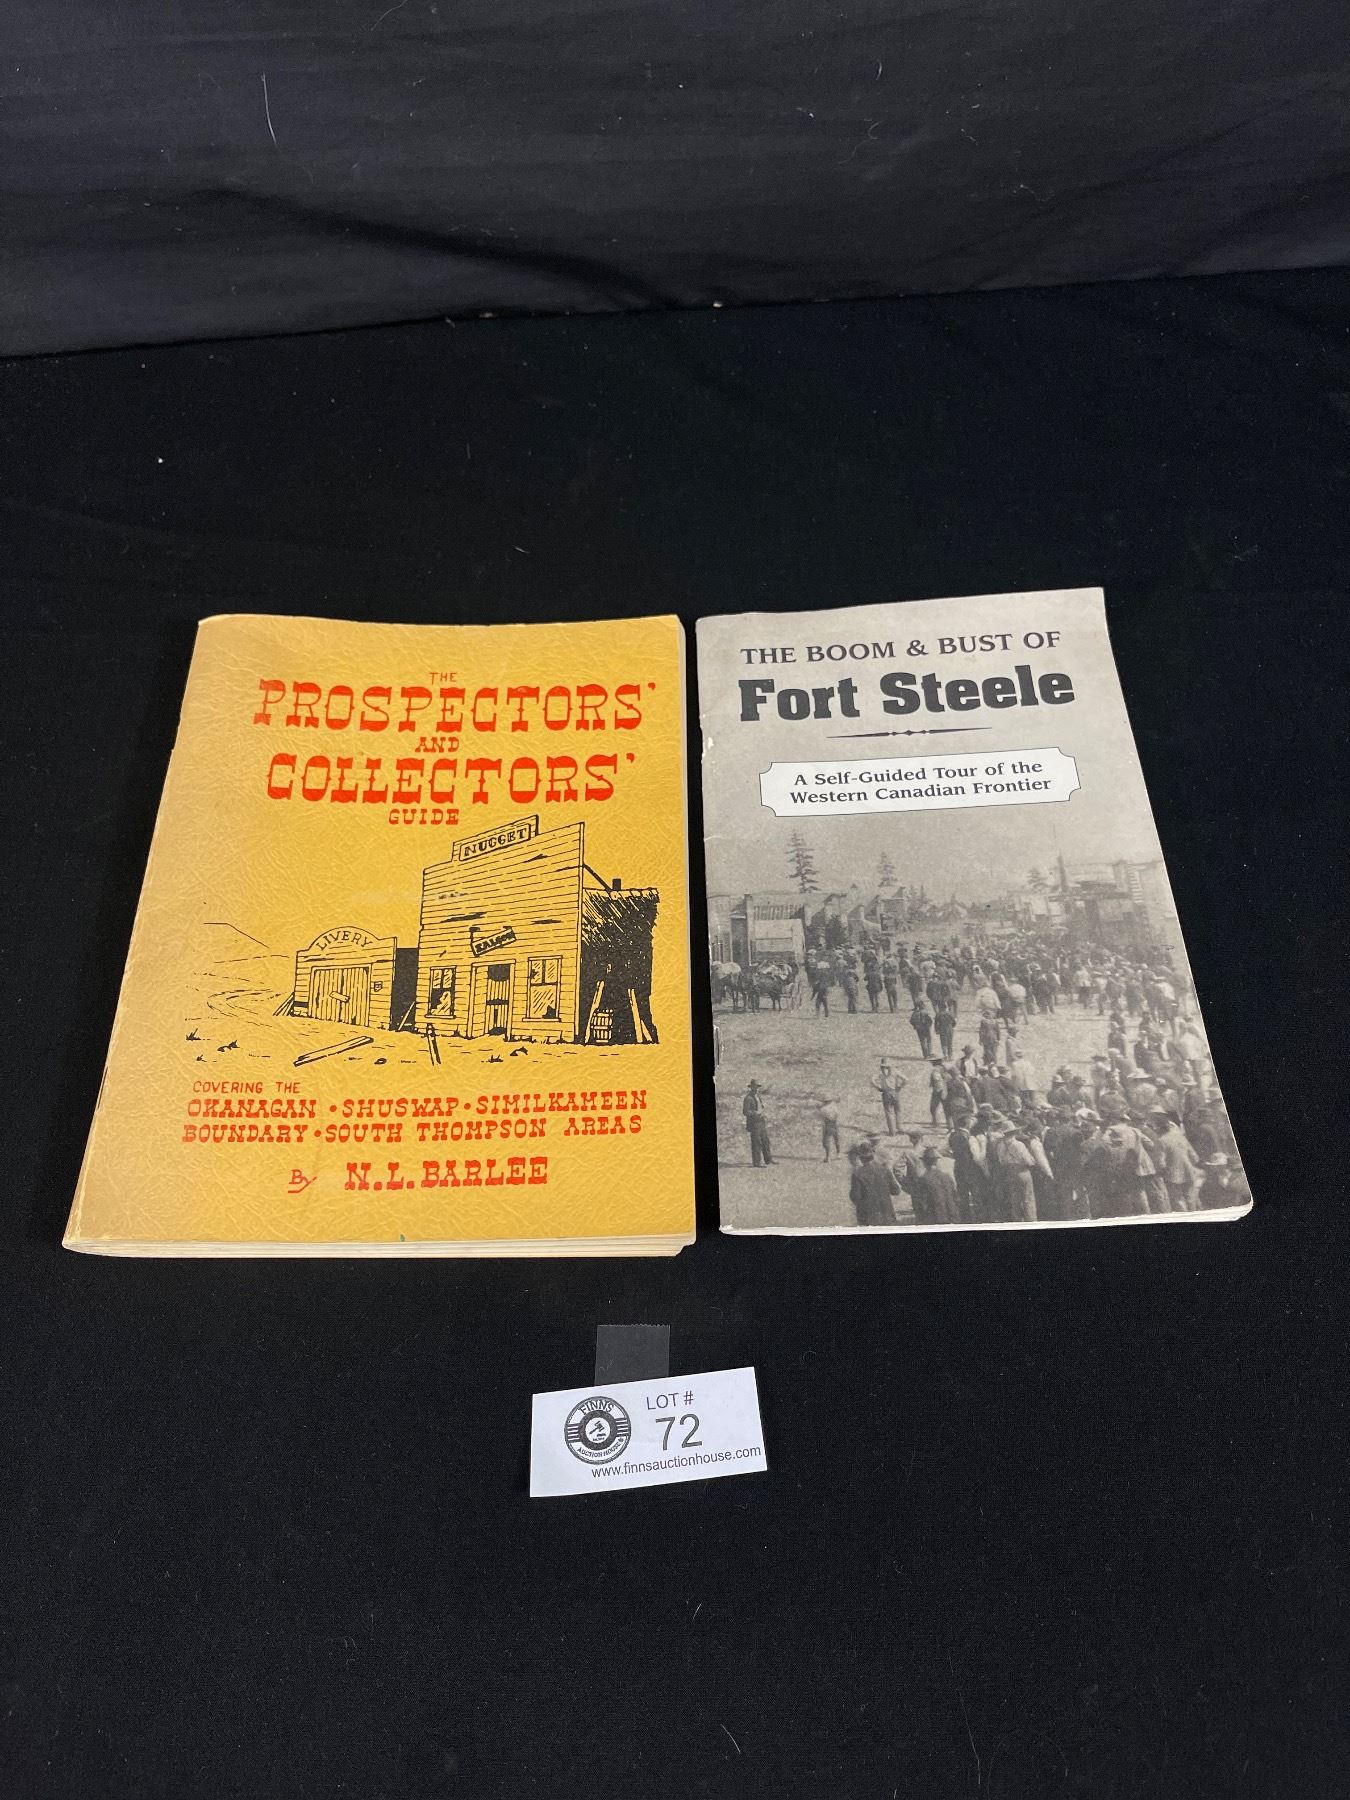 THE
PROSPECTORS'
AND
COLLECTORS'
GUIDE
NUGGET
SALOON
LIVERY
COVERING THE
OKANAGAN • SHUSWAP • SIMILKAMEEN
BOUNDARY • SOUTH THOMPSON AREAS
By N.L. BARLEE
THE BOOM & BUST OF
Fort Steele
A Self-Guided Tour of the
Western Canadian Frontier
FINNS
AUCTION HOUSE
LOT #
72
www.finnsauctionhouse.com